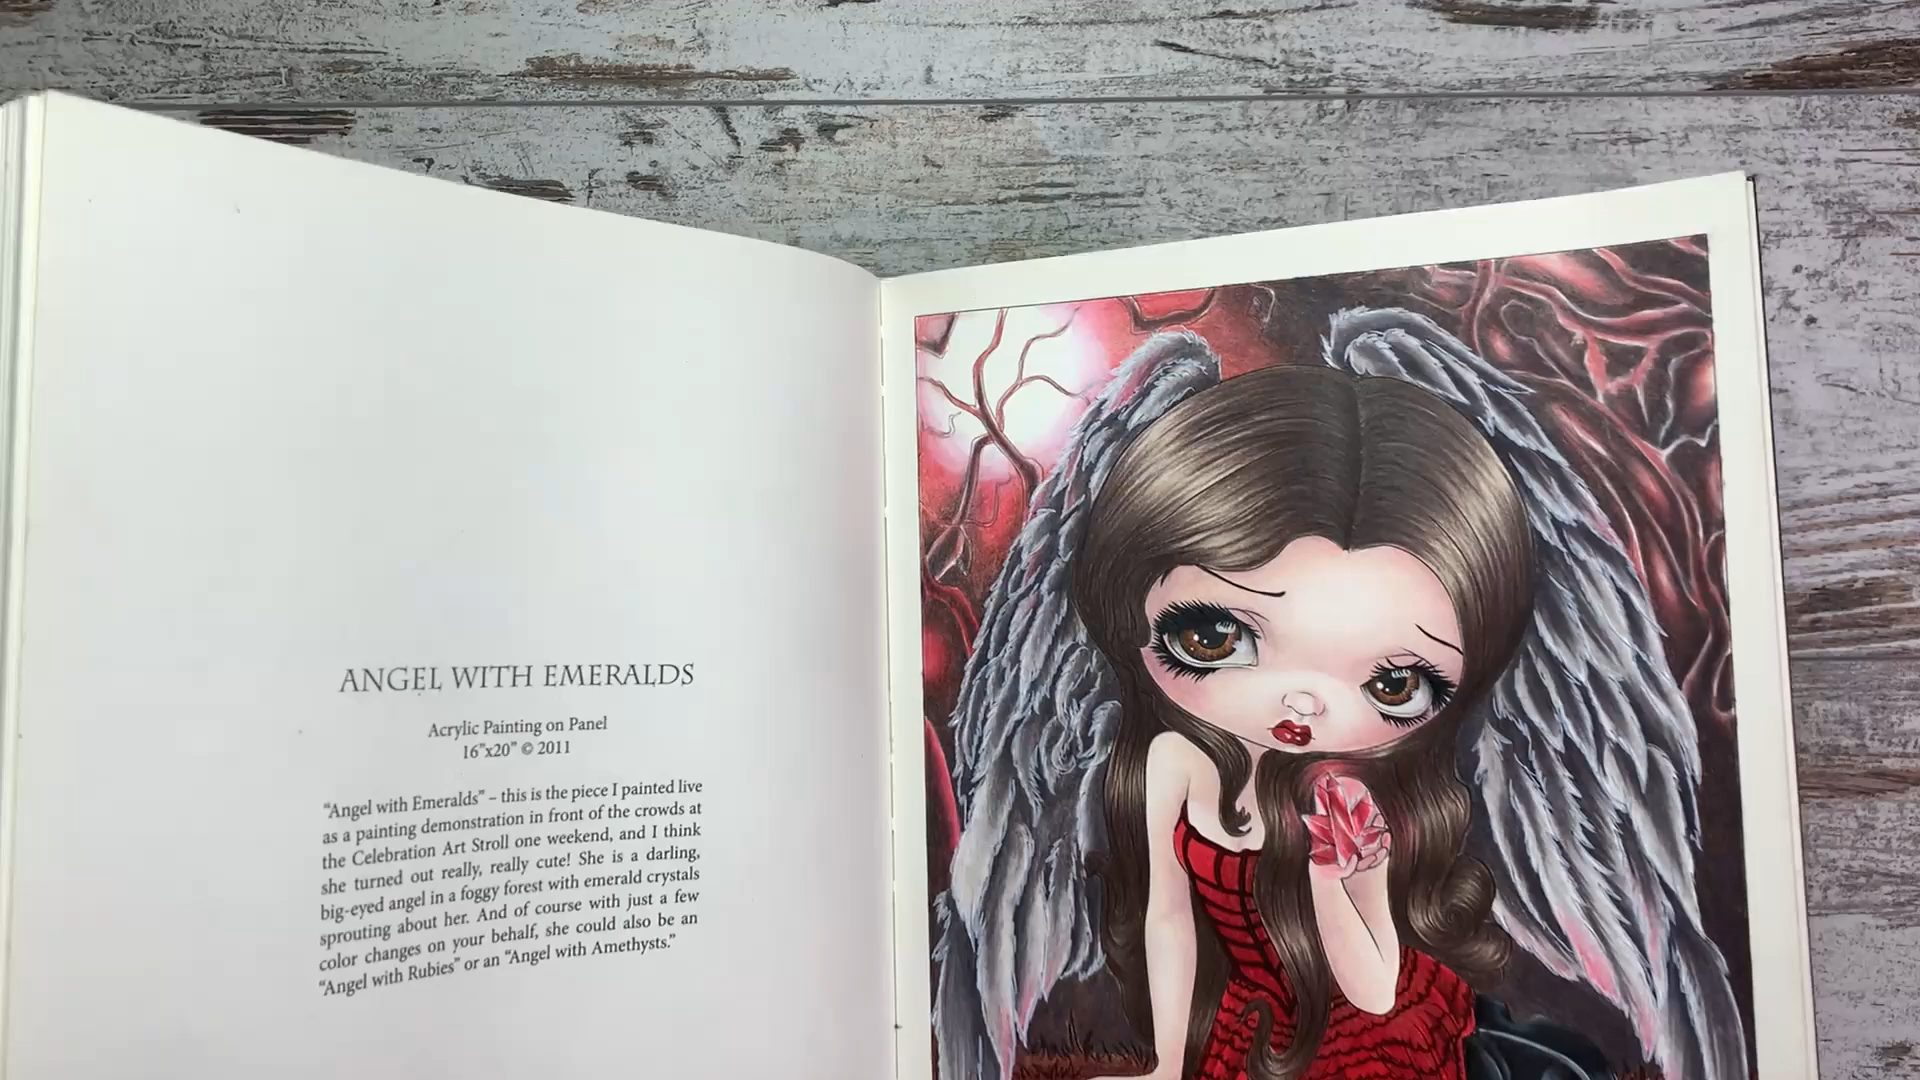 ANGEL WITH EMERALDS
Acrylic Painting on Panel
16”x20” © 2011
“Angel with Emeralds” – this is the piece I painted live
as a painting demonstration in front of the crowds at
the Celebration Art Stroll one weekend, and I think
she turned out really, really cute! She is a darling,
big-eyed angel in a foggy forest with emerald crystals
sprouting about her. And of course with just a few
color changes on your behalf, she could also be an
“Angel with Rubies” or an “Angel with Amethysts.”